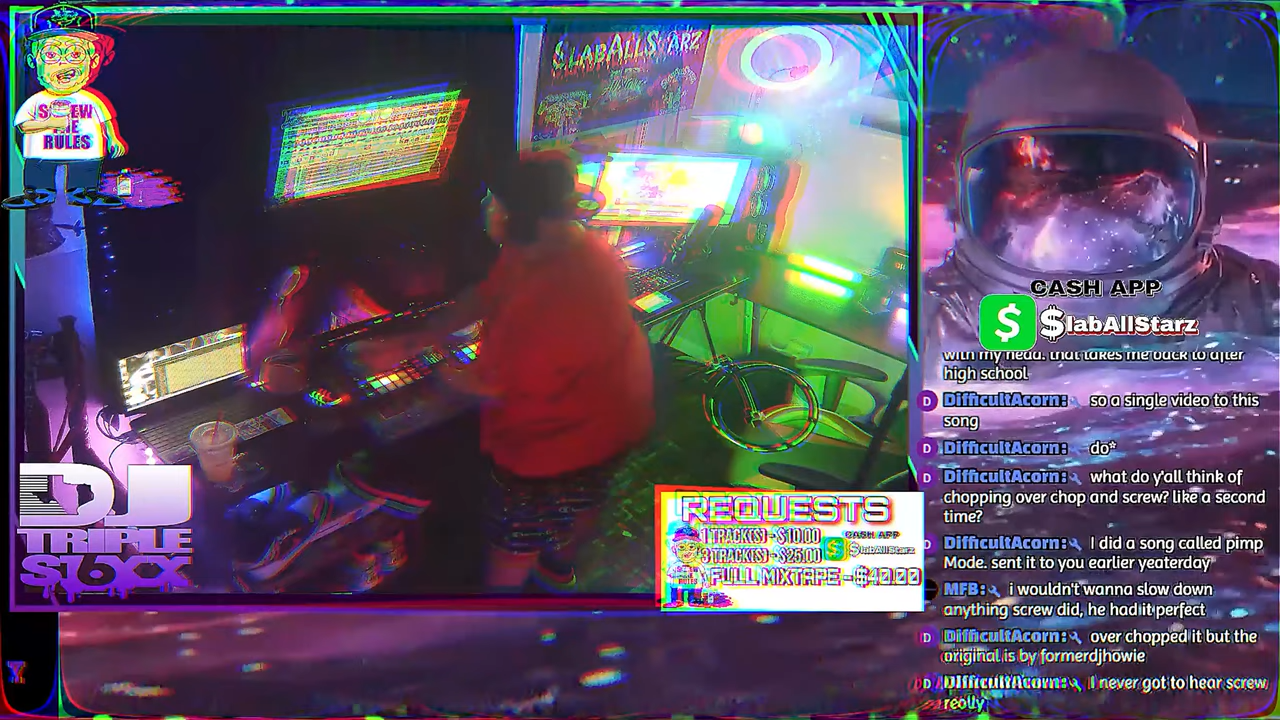 SCREW
THE
RULES
SLABALLSTARZ
CASH APP
$labAllStarz
with my head. that takes me back to after
high school
DifficultAcorn: so a single video to this
song
DifficultAcorn: do*
DifficultAcorn: what do y'all think of
chopping over chop and screw? like a second
time?
DifficultAcorn: I did a song called pimp
Mode. sent it to you earlier yeaterday
MFB: i wouldn't wanna slow down
anything screw did, he had it perfect
DifficultAcorn: over chopped it but the
original is by formerdjhowie
DifficultAcorn: I never got to hear screw
really
DJ
TRIIPLE
REQUESTS
1 TRACK(S) - $10.00
3 TRACK(S) - $25.00
FULL MIXTAPE - $40.00
CASH APP
$labAllStarz